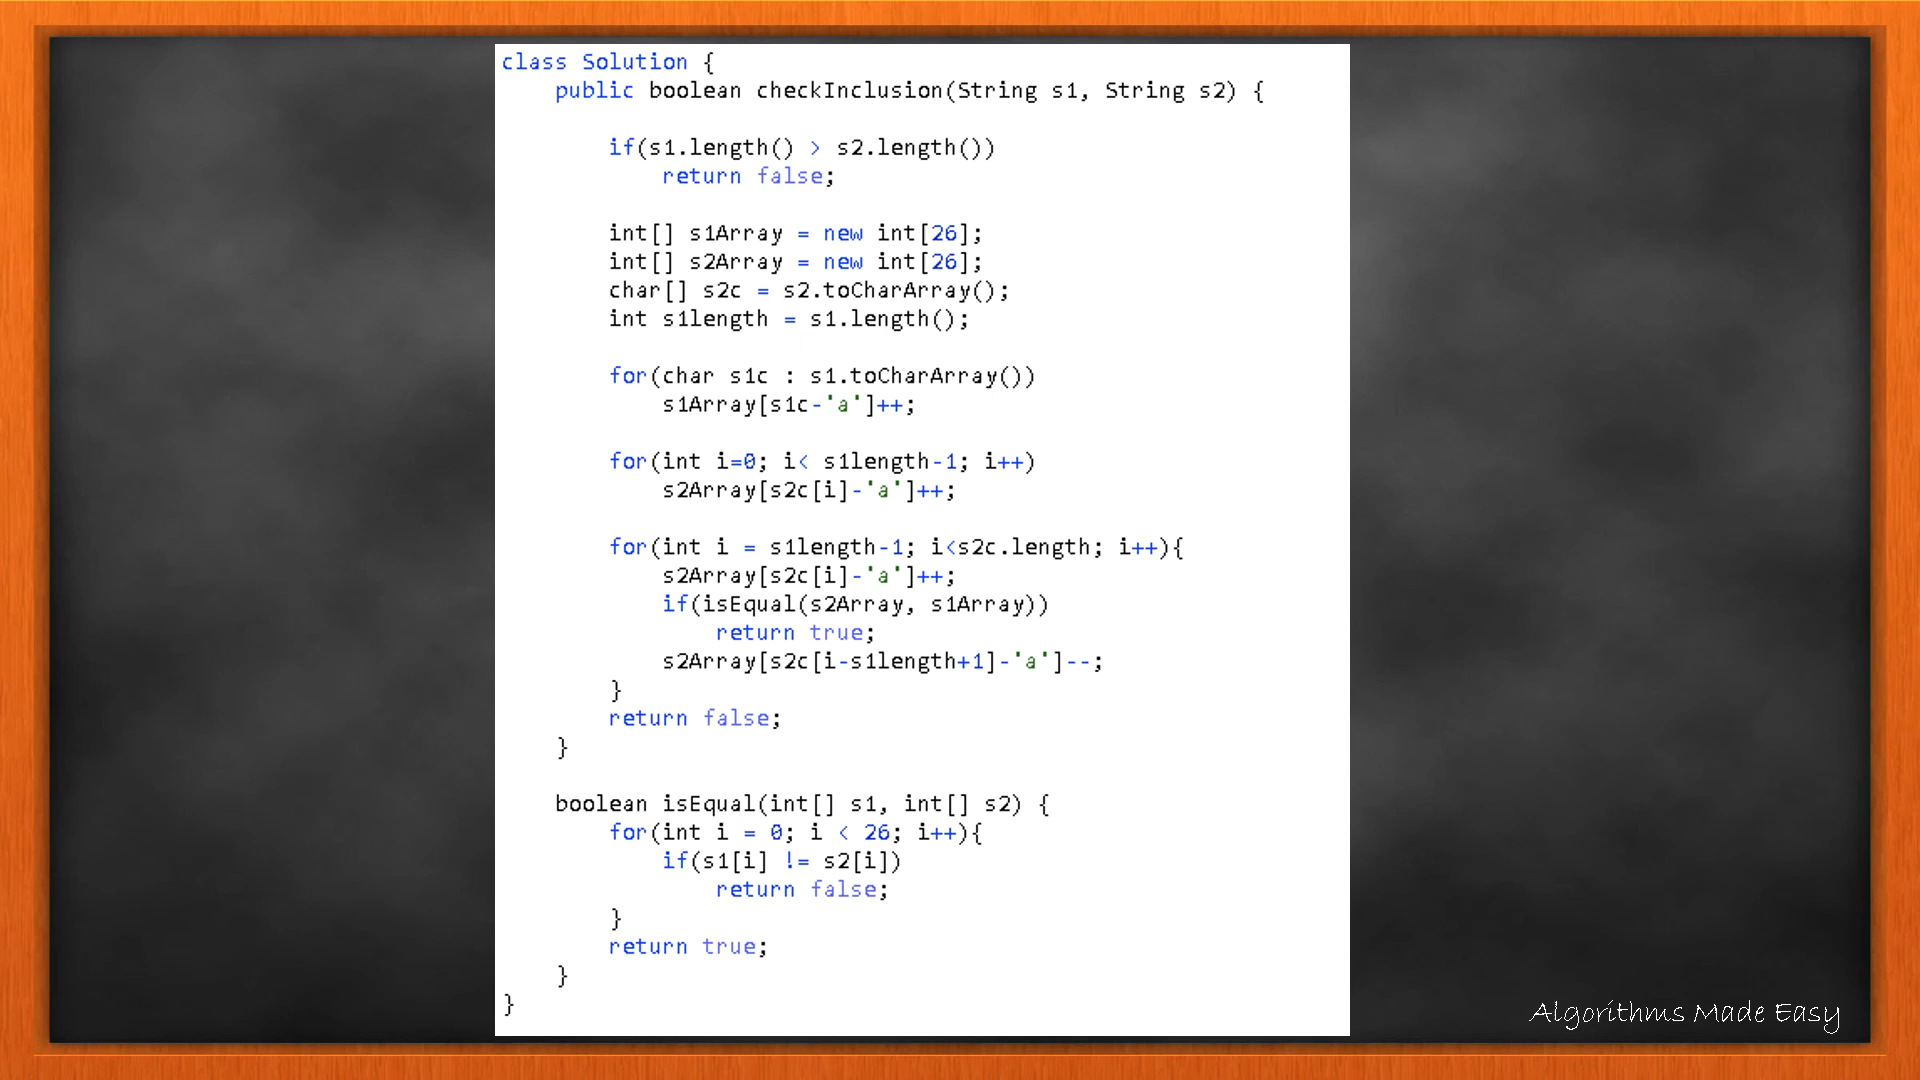 class Solution {
public boolean checkInclusion(String s1, String s2) {
if(s1.length() > s2.length())
return false;
int[] s1Array = new int[26];
int[] s2Array = new int[26];
char[] s2c = s2.toCharArray();
int s1length = s1.length();
for(char s1c : s1.toCharArray())
s1Array[s1c-'a']++;
for(int i=0; i< s1length-1; i++)
s2Array[s2c[i]-'a']++;
for(int i = s1length-1; i<s2c.length; i++){
s2Array[s2c[i]-'a']++;
if(isEqual(s2Array, s1Array))
return true;
s2Array[s2c[i-s1length+1]-'a']--;
}
return false;
}
boolean isEqual(int[] s1, int[] s2) {
for(int i = 0; i < 26; i++){
if(s1[i] != s2[i])
return false;
}
return true;
}
}
Algorithms Made Easy